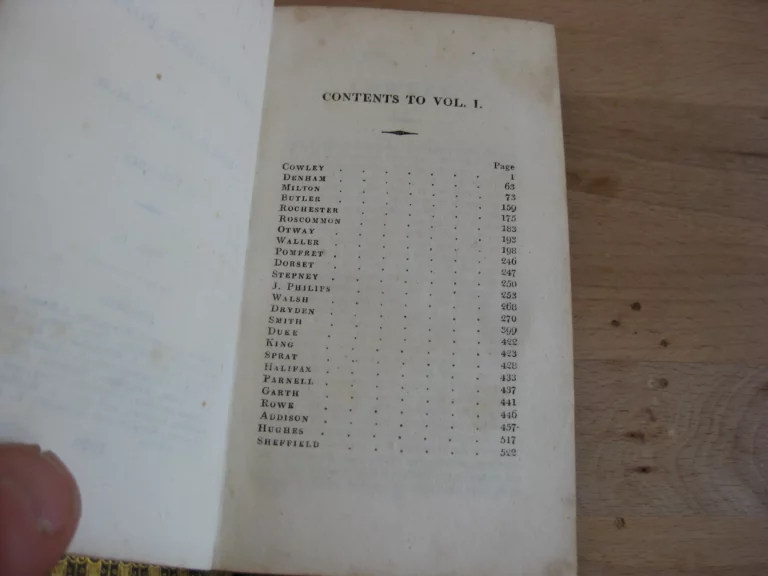 CONTENTS TO VOL. I.
Page
COWLEY . . . . . . . 1
DENHAM . . . . . . . 63
MILTON . . . . . . . 73
BUTLER . . . . . . . 159
ROCHESTER . . . . . . 175
ROSCOMMON . . . . . . 183
OTWAY . . . . . . . 193
WALLER . . . . . . . 198
POMFRET . . . . . . . 246
DORSET . . . . . . . 247
STEPNEY . . . . . . . 250
J. PHILIPS . . . . . . 253
WALSH . . . . . . . 268
DRYDEN . . . . . . . 270
SMITH . . . . . . . 399
DUKE . . . . . . . 422
KING . . . . . . . 423
SPRAT . . . . . . . 428
HALIFAX . . . . . . . 433
PARNELL . . . . . . . 437
GARTH . . . . . . . 441
ROWE . . . . . . . 446
ADDISON . . . . . . . 457
HUGHES . . . . . . . 517
SHEFFIELD . . . . . . 522